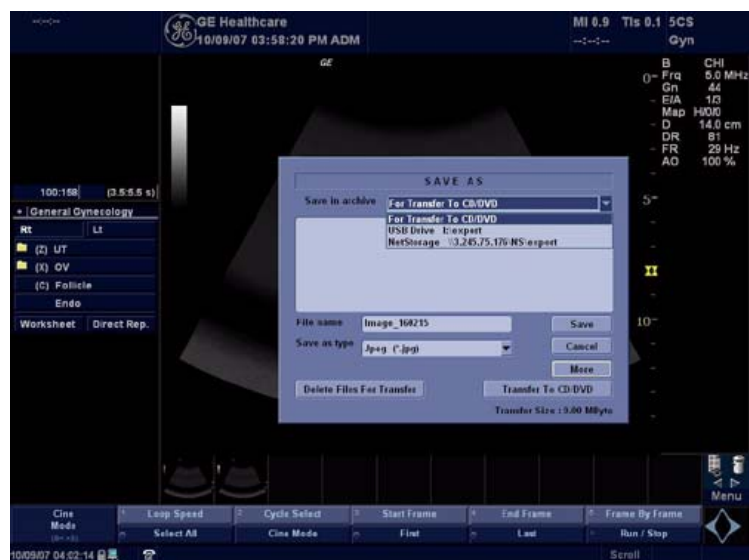 GE Healthcare
10/09/07 03:58:20 PM ADM
MI 0.9 TIs 0.1 5CS
Gyn
GE
B CHI
Frq 5.0 MHz
Gn 44
E/A 1/3
Map H/0/0
D 14.0 cm
DR 81
FR 29 Hz
AO 100 %
0
5
10
100:158 (3.5:5.5 s)
+ General Gynecology
Rt Lt
(Z) UT
(X) OV
(C) Follicle
Endo
Worksheet Direct Rep.
SAVE AS
Save in archive For Transfer To CD/DVD
For Transfer To CD/DVD
USB Drive I:\export
NetStorage \\3.245.75.176-NS\export
File name Image_160215 Save
Save as type Jpeg (*.jpg) Cancel
More
Delete Files For Transfer Transfer To CD/DVD
Transfer Size : 9.00 MByte
Menu
Cine Mode
1 Loop Speed 2 Cycle Select 3 Start Frame 4 End Frame 5 Frame By Frame
Select All Cine Mode First Last Run / Stop
10/09/07 04:02:14
Scroll